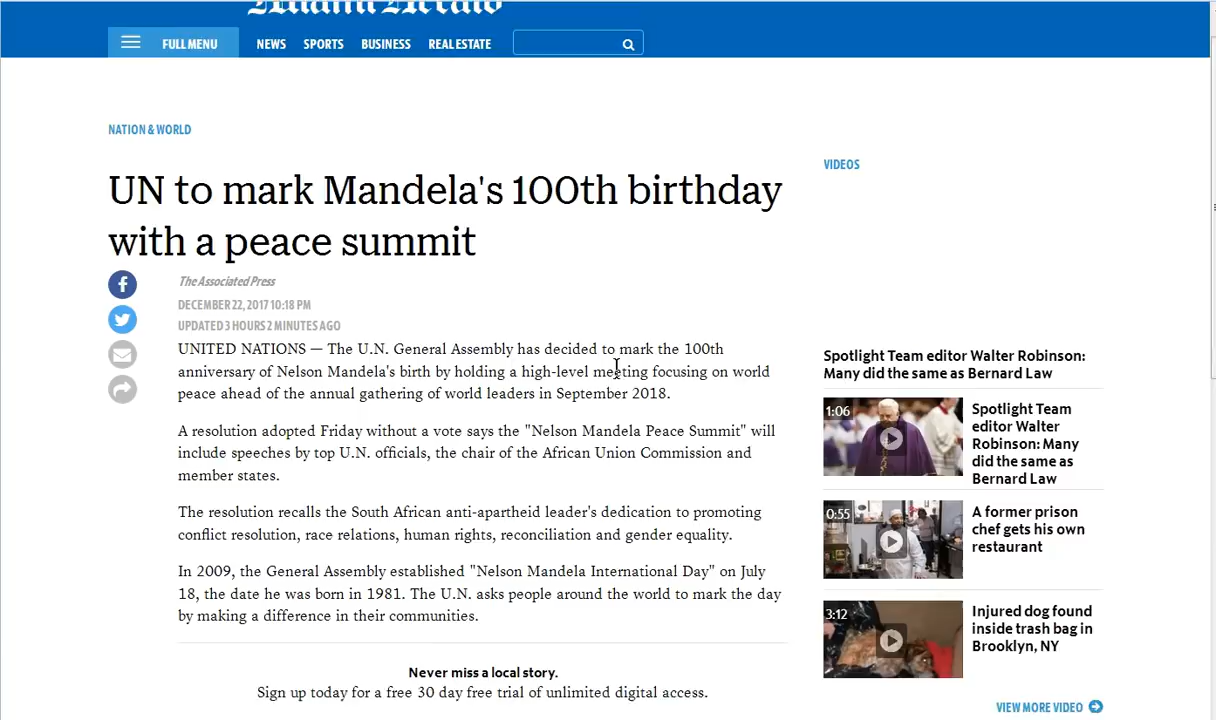 FULL MENU
NEWS
SPORTS
BUSINESS
REAL ESTATE
NATION & WORLD
UN to mark Mandela's 100th birthday
with a peace summit
The Associated Press
DECEMBER 22, 2017 10:18 PM
UPDATED 3 HOURS 2 MINUTES AGO
UNITED NATIONS — The U.N. General Assembly has decided to mark the 100th
anniversary of Nelson Mandela's birth by holding a high-level meeting focusing on world
peace ahead of the annual gathering of world leaders in September 2018.
A resolution adopted Friday without a vote says the "Nelson Mandela Peace Summit" will
include speeches by top U.N. officials, the chair of the African Union Commission and
member states.
The resolution recalls the South African anti-apartheid leader's dedication to promoting
conflict resolution, race relations, human rights, reconciliation and gender equality.
In 2009, the General Assembly established "Nelson Mandela International Day" on July
18, the date he was born in 1981. The U.N. asks people around the world to mark the day
by making a difference in their communities.
Never miss a local story.
Sign up today for a free 30 day free trial of unlimited digital access.
VIDEOS
Spotlight Team editor Walter Robinson:
Many did the same as Bernard Law
1:06
Spotlight Team
editor Walter
Robinson: Many
did the same as
Bernard Law
0:55
A former prison
chef gets his own
restaurant
3:12
Injured dog found
inside trash bag in
Brooklyn, NY
VIEW MORE VIDEO